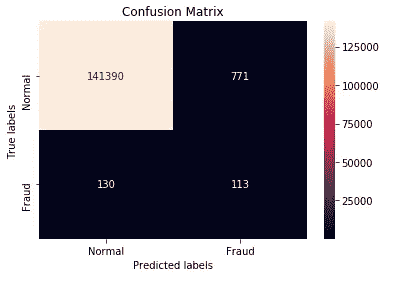 Confusion Matrix
Normal
141390
771
125000
100000
75000
50000
25000
True labels
Fraud
130
113
Normal
Fraud
Predicted labels